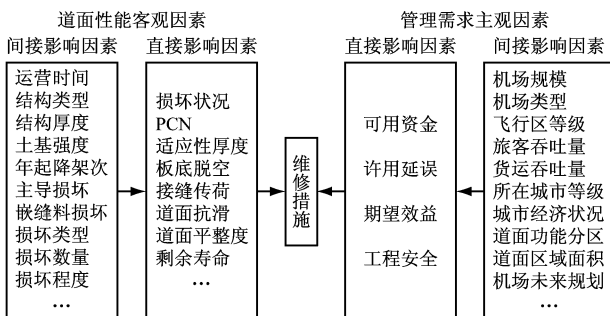 道面性能客观因素
管理需求主观因素
间接影响因素
直接影响因素
直接影响因素
间接影响因素
运营时间
结构类型
结构厚度
土基强度
年起降架次
主导损坏
嵌缝料损坏
损坏类型
损坏数量
损坏程度
…
损坏状况
PCN
适应性厚度
板底脱空
接缝传荷
道面抗滑
道面平整度
剩余寿命
…
维修措施
可用资金
许用延误
期望效益
工程安全
机场规模
机场类型
飞行区等级
旅客吞吐量
货运吞吐量
所在城市等级
城市经济状况
道面功能分区
道面区域面积
机场未来规划
…